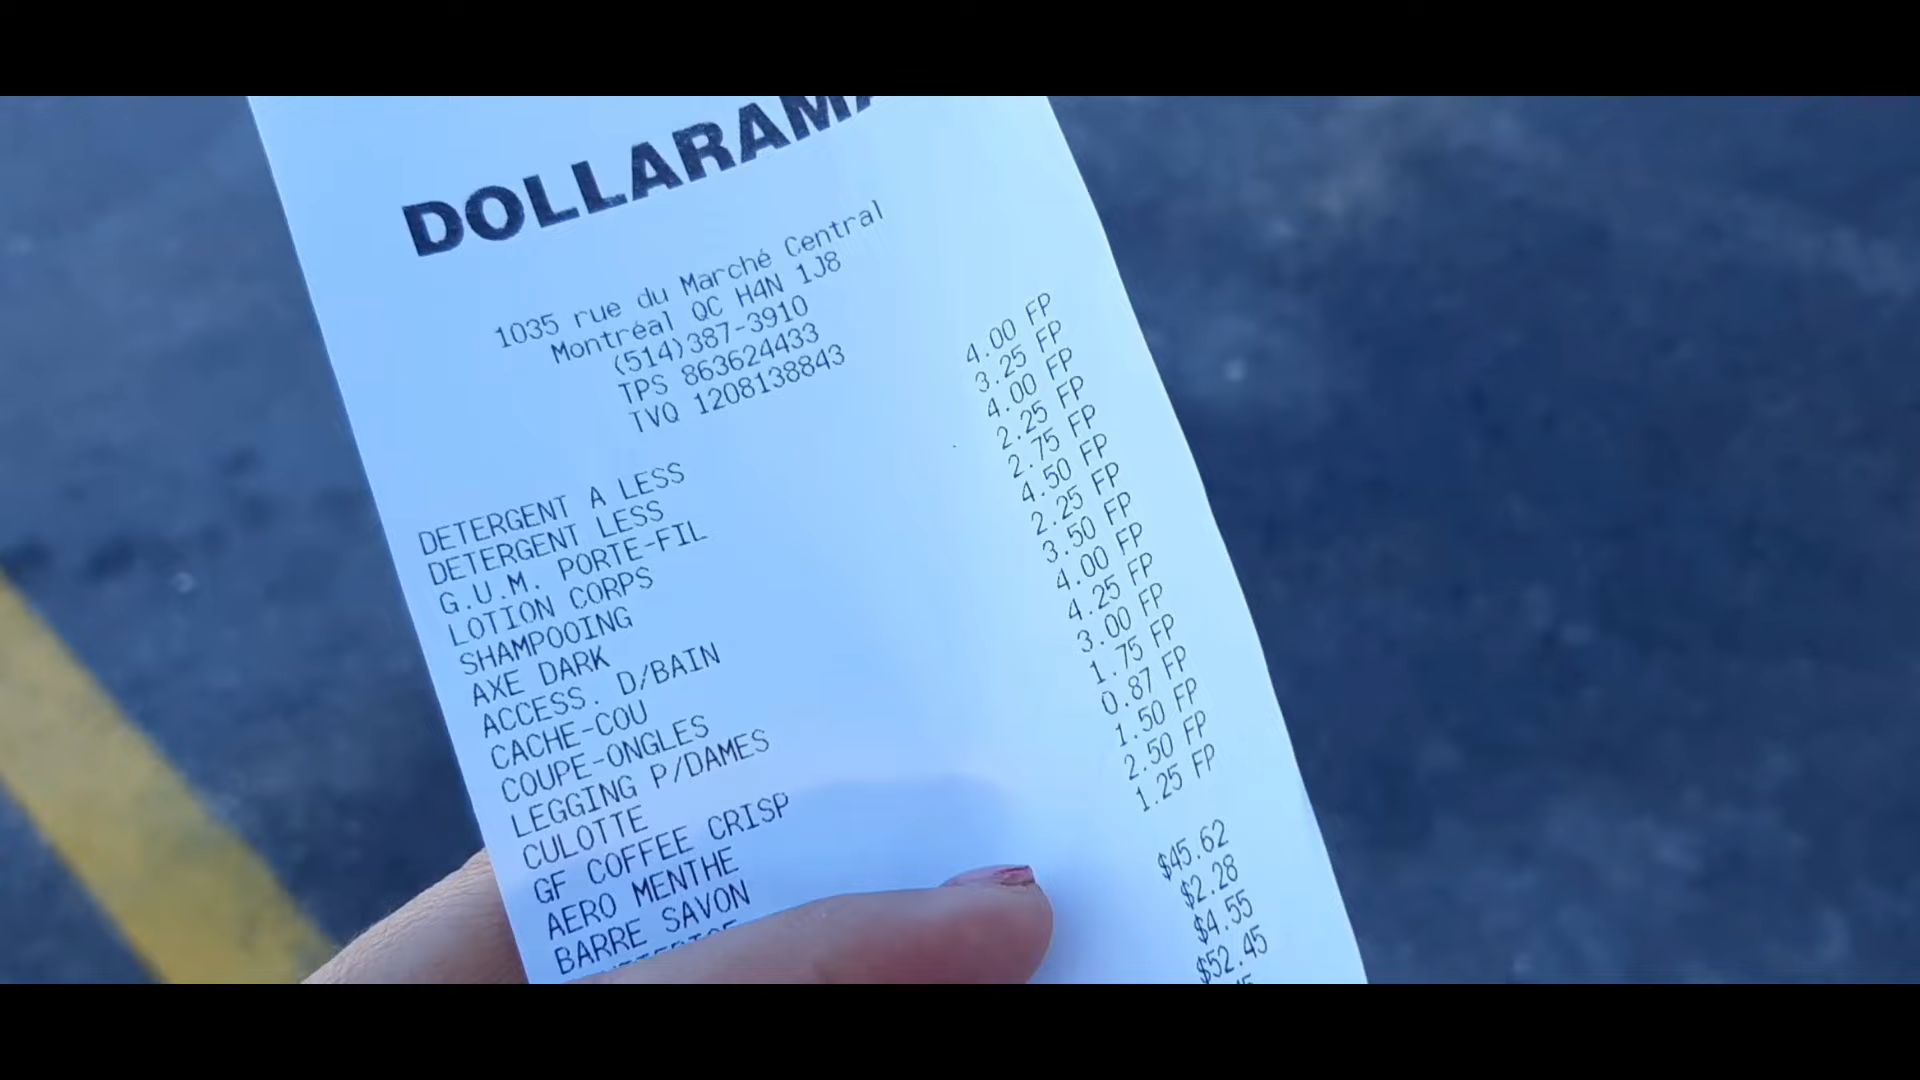 DOLLARAMA
1035 rue du Marché Central
Montréal QC H4N 1J8
(514)387-3910
TPS 863624433
TVQ 1208138843
DETERGENT A LESS 4.00 FP
DETERGENT LESS 3.25 FP
G.U.M. PORTE-FIL 4.00 FP
LOTION CORPS 2.25 FP
SHAMPOOING 2.75 FP
AXE DARK 4.50 FP
ACCESS. D/BAIN 2.25 FP
CACHE-COU 3.50 FP
COUPE-ONGLES 4.00 FP
LEGGING P/DAMES 4.25 FP
CULOTTE 3.00 FP
GF COFFEE CRISP 1.75 FP
AERO MENTHE 0.87 FP
BARRE SAVON 1.50 FP
2.50 FP
1.25 FP
$45.62
$2.28
$4.55
$52.45